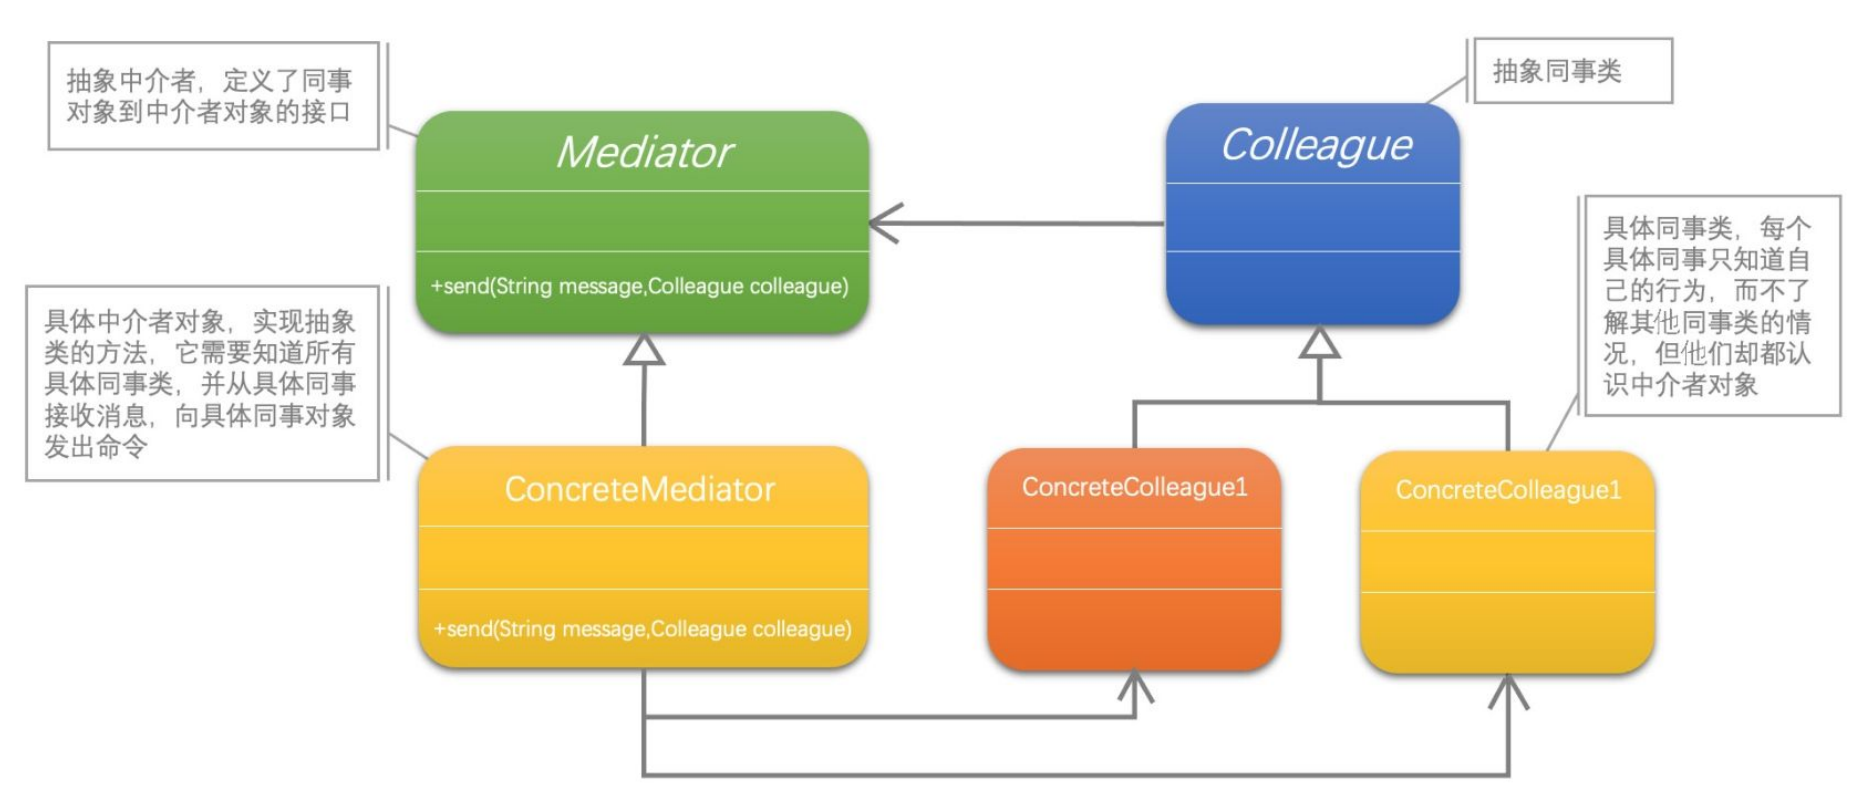 抽象中介者，定义了同事
对象到中介者对象的接口
Mediator
+send(String message,Colleague colleague)
抽象同事类
Colleague
具体同事类，每个
具体同事只知道自
己的行为，而不了
解其他同事类的情
况，但他们却都认
识中介者对象
具体中介者对象，实现抽象
类的方法，它需要知道所有
具体同事类，并从具体同事
接收消息，向具体同事对象
发出命令
ConcreteMediator
+send(String message,Colleague colleague)
ConcreteColleague1
ConcreteColleague1